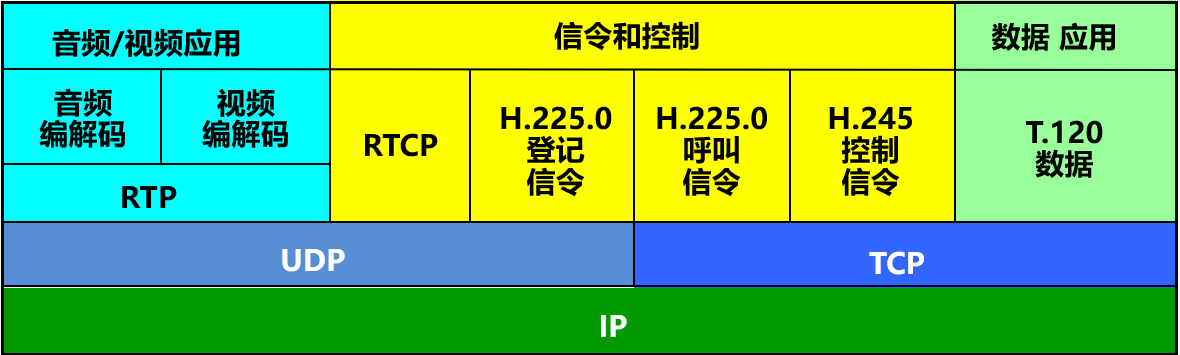 音频/视频应用
信令和控制
数据 应用
音频
编解码
视频
编解码
RTP
RTCP
H.225.0
登记
信令
H.225.0
呼叫
信令
H.245
控制
信令
T.120
数据
UDP
TCP
IP